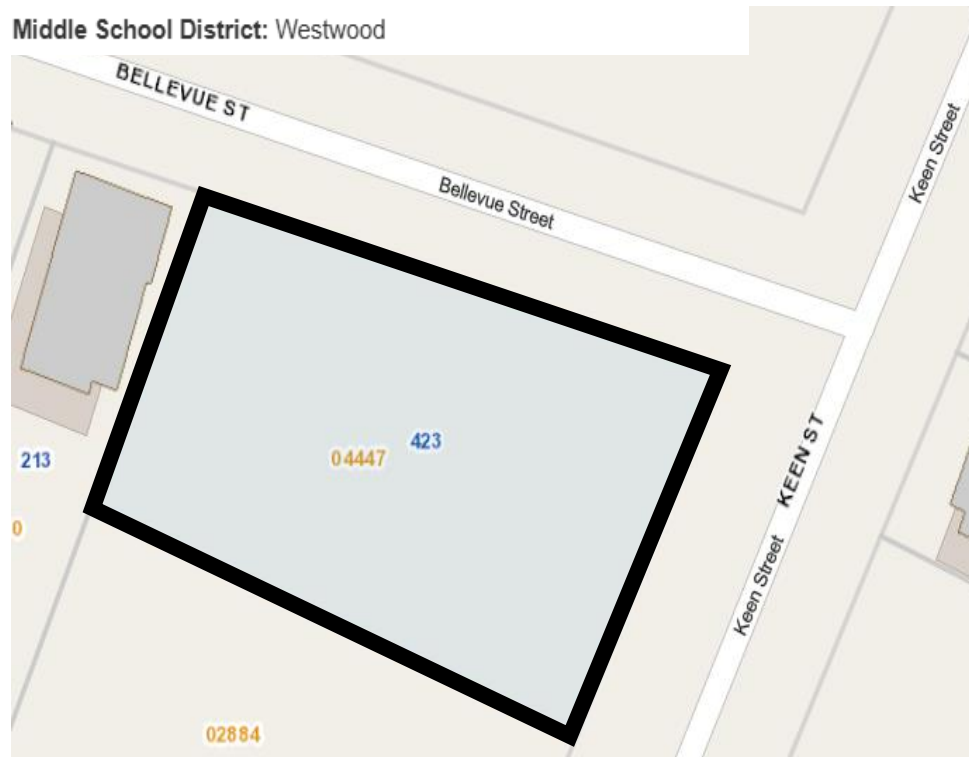 Middle School District: Westwood
BELLEVUE ST
Bellevue Street
Keen Street
KEEN ST
Keen Street
423
04447
213
0
02884